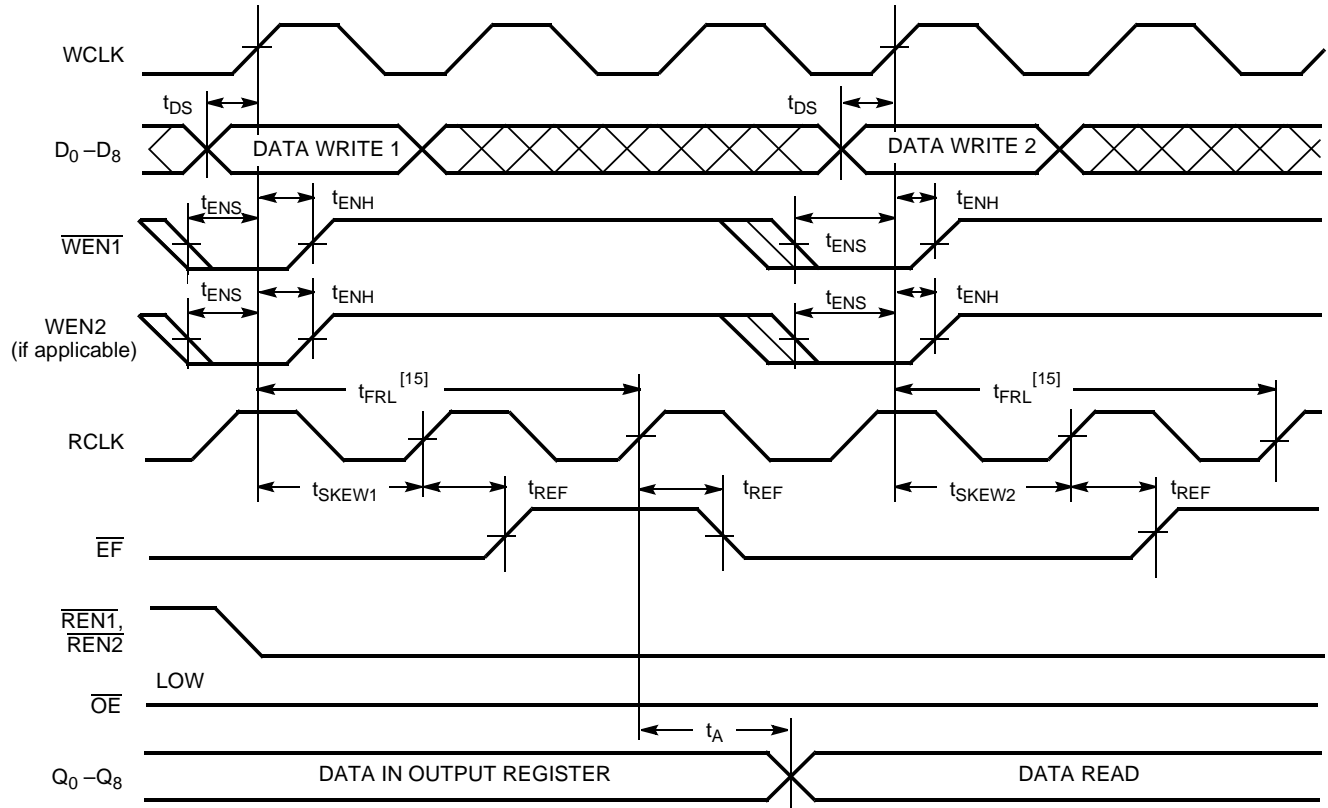 WCLK
tDS tDS
D0 –D8 DATA WRITE 1 DATA WRITE 2
tENS tENH tENS tENH
WEN1
tENS tENH tENS tENH
WEN2
(if applicable)
tFRL [15] tFRL [15]
RCLK
tSKEW1 tREF tREF tSKEW2 tREF
EF
REN1,
REN2
LOW
OE
tA
Q0 –Q8 DATA IN OUTPUT REGISTER DATA READ